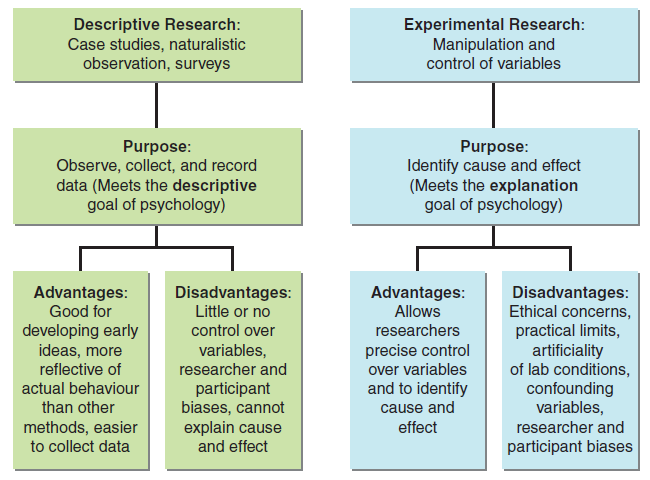 Descriptive Research:
Case studies, naturalistic
observation, surveys
Purpose:
Observe, collect, and record
data (Meets the descriptive
goal of psychology)
Advantages:
Good for
developing early
ideas, more
reflective of
actual behaviour
than other
methods, easier
to collect data
Disadvantages:
Little or no
control over
variables,
researcher and
participant
biases, cannot
explain cause
and effect
Experimental Research:
Manipulation and
control of variables
Purpose:
Identify cause and effect
(Meets the explanation
goal of psychology)
Advantages:
Allows
researchers
precise control
over variables
and to identify
cause and
effect
Disadvantages:
Ethical concerns,
practical limits,
artificiality
of lab conditions,
confounding
variables,
researcher and
participant biases